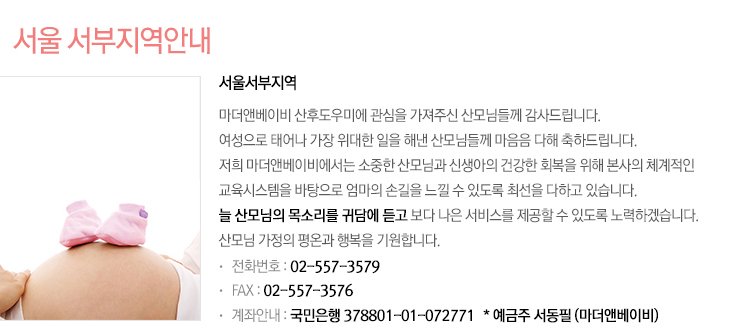 서울 서부지역안내
서울서부지역
마더앤베이비 산후도우미에 관심을 가져주신 산모님들께 감사드립니다.
여성으로 태어나 가장 위대한 일을 해낸 산모님들께 마음음 다해 축하드립니다.
저희 마더앤베이비에서는 소중한 산모님과 신생아의 건강한 회복을 위해 본사의 체계적인
교육시스템을 바탕으로 엄마의 손길을 느낄 수 있도록 최선을 다하고 있습니다.
늘 산모님의 목소리를 귀담에 듣고 보다 나은 서비스를 제공할 수 있도록 노력하겠습니다.
산모님 가정의 평온과 행복을 기원합니다.
· 전화번호 : 02-557-3579
· FAX : 02-557-3576
· 계좌안내 : 국민은행 378801-01-072771 * 예금주 서동필 (마더앤베이비)